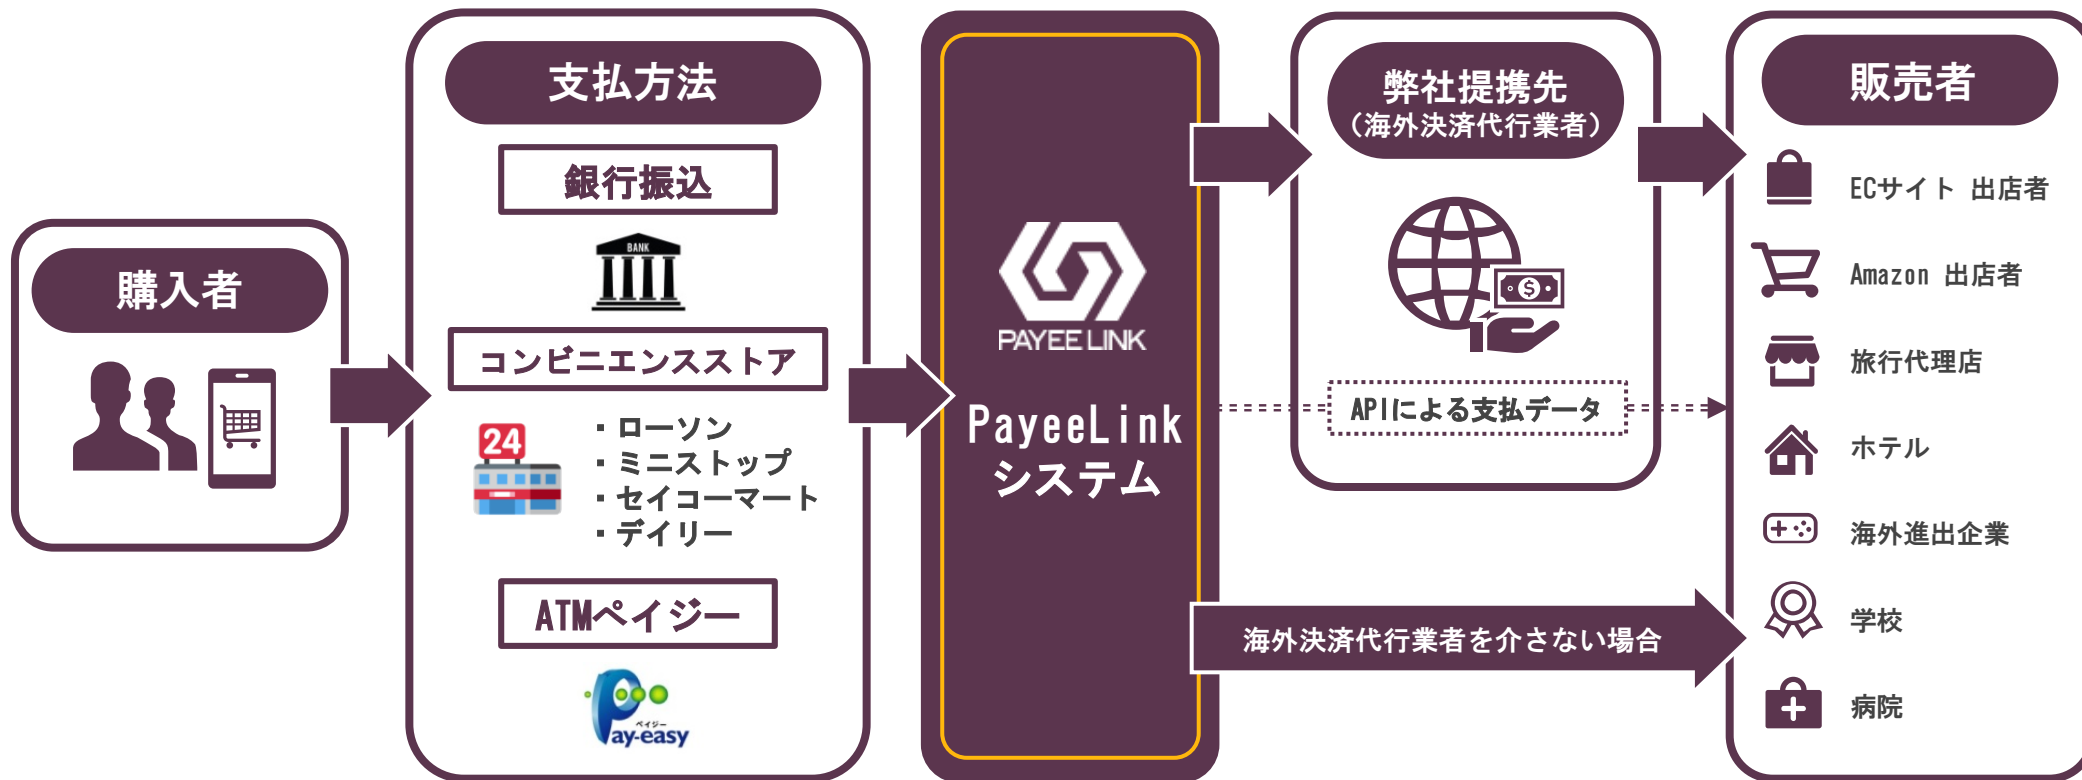 購入者
支払方法
銀行振込
BANK
コンビニエンスストア
24
・ローソン
・ミニストップ
・セイコーマート
・デイリー
ATMペイジー
ペイジー
Pay-easy
PAYEE LINK
PayeeLink
システム
弊社提携先
（海外決済代行業者）
$
APIによる支払データ
海外決済代行業者を介さない場合
販売者
ECサイト 出店者
Amazon 出店者
旅行代理店
ホテル
海外進出企業
学校
病院